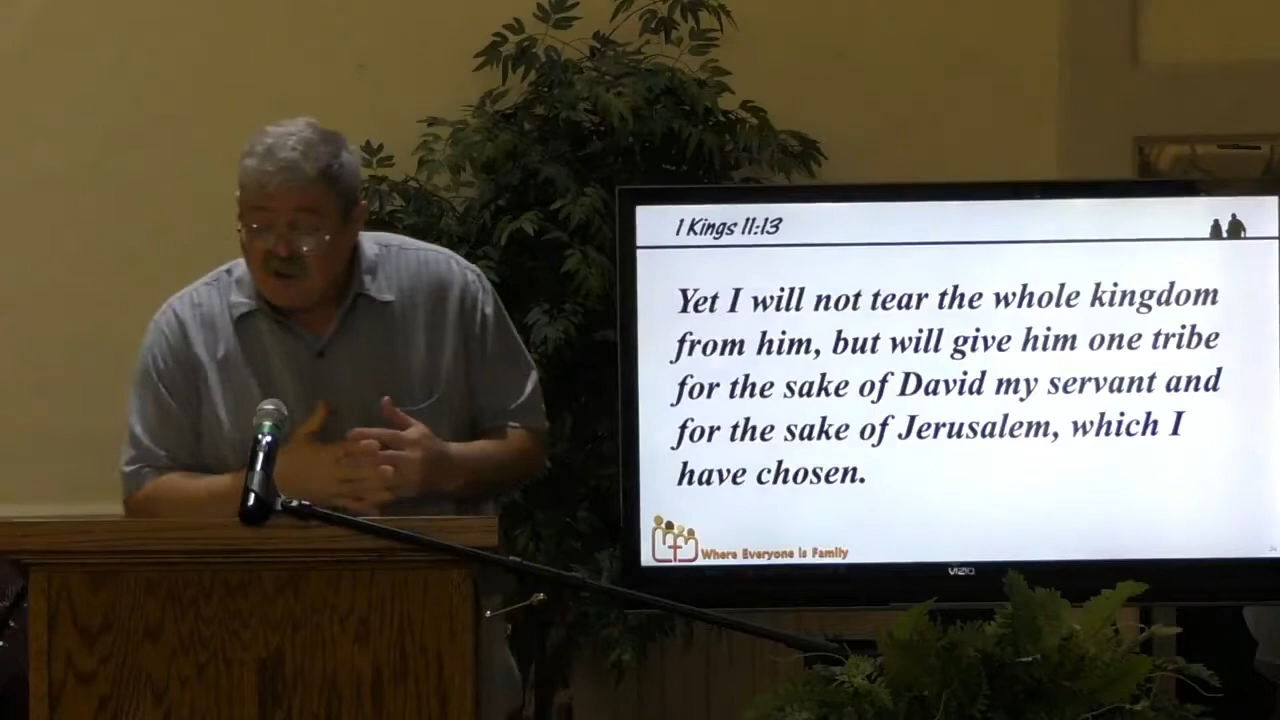 1 Kings 11:13
Yet I will not tear the whole kingdom
from him, but will give him one tribe
for the sake of David my servant and
for the sake of Jerusalem, which I
have chosen.
Where Everyone is Family
VIZIO